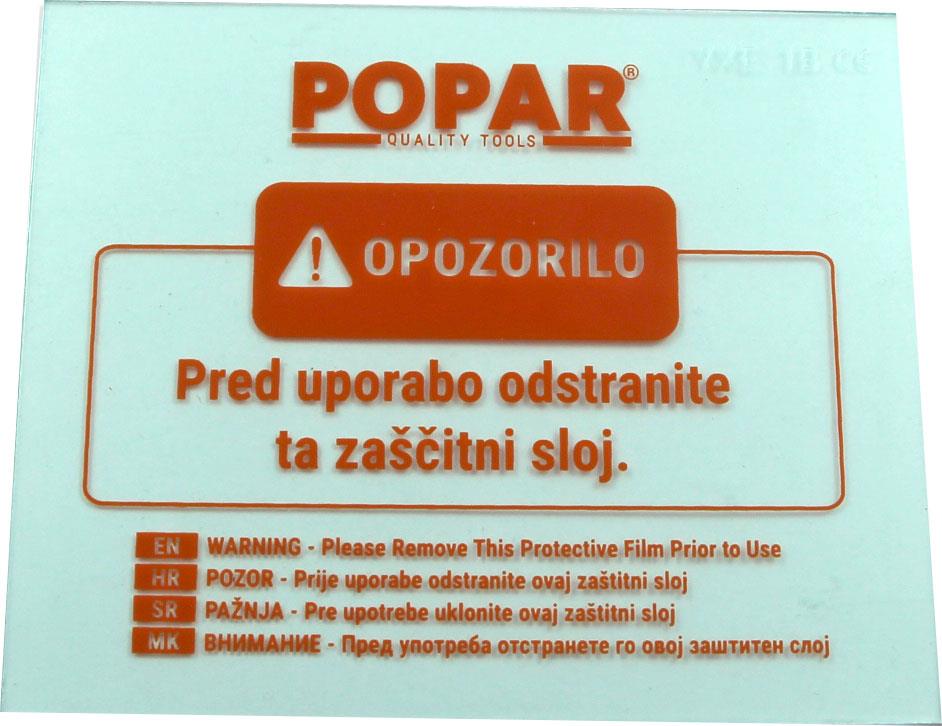 POPAR®
QUALITY TOOLS
OPOZORILO
Pred uporabo odstranite
ta zaščitni sloj.
EN WARNING - Please Remove This Protective Film Prior to Use
HR POZOR - Prije uporabe odstranite ovaj zaštitni sloj
SR PAŽNJA - Pre upotrebe uklonite ovaj zaštitni sloj
MK ВНИМАНИЕ - Пред употреба отстранете го овој заштитен слој